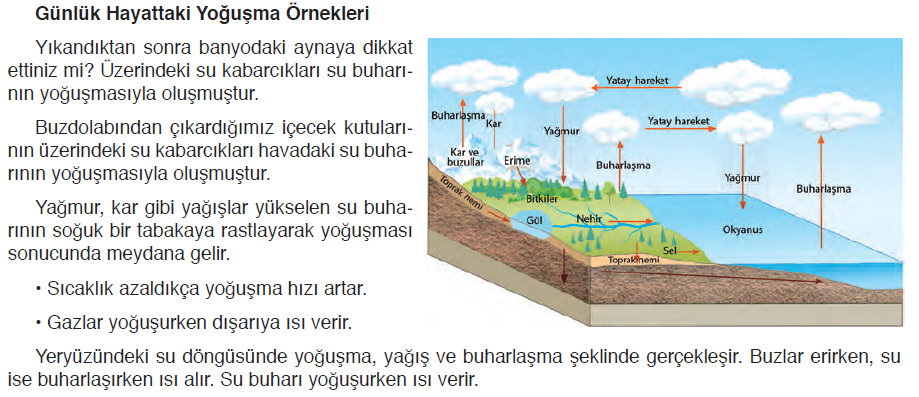 Günlük Hayattaki Yoğuşma Örnekleri
Yıkandıktan sonra banyodaki aynaya dikkat
ettiniz mi? Üzerindeki su kabarcıkları su buharı-
nın yoğuşmasıyla oluşmuştur.
Buzdolabından çıkardığımız içecek kutuları-
nın üzerindeki su kabarcıkları havadaki su buha-
rının yoğuşmasıyla oluşmuştur.
Yağmur, kar gibi yağışlar yükselen su buha-
rının soğuk bir tabakaya rastlayarak yoğuşması
sonucunda meydana gelir.
• Sıcaklık azaldıkça yoğuşma hızı artar.
• Gazlar yoğuşurken dışarıya ısı verir.
Yatay hareket
Buharlaşma
Kar
Yağmur
Yatay hareket
Kar ve
buzullar
Erime
Buharlaşma
Yağmur
Buharlaşma
Toprak nemi
Bitkiler
Göl
Nehir
Okyanus
Sel
Toprak nemi
Yeryüzündeki su döngüsünde yoğuşma, yağış ve buharlaşma şeklinde gerçekleşir. Buzlar erirken, su
ise buharlaşırken ısı alır. Su buharı yoğuşurken ısı verir.